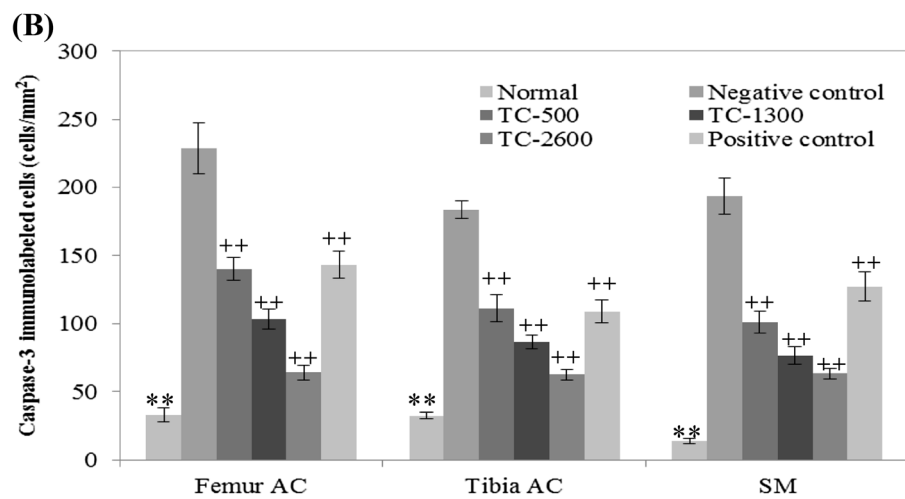 (B)
Caspase-3 immunolabeled cells (cells/mm²)
300
250
200
150
100
50
0
Normal
Negative control
TC-500
TC-1300
TC-2600
Positive control
**
++
++
++
++
**
++
++
++
++
**
++
++
++
++
Femur AC
Tibia AC
SM